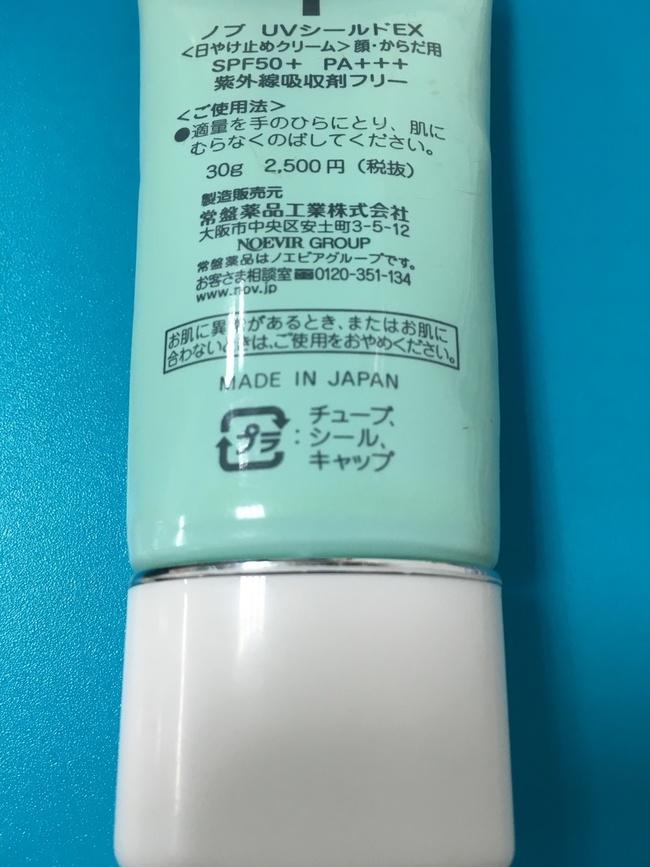 ノブ UVシールドEX
<日やけ止めクリーム> 顔・からだ用
SPF50+ PA+++
紫外線吸収剤フリー
<ご使用法>
●適量を手のひらにとり、肌に
むらなくのばしてください。
30g 2,500円(税抜)
製造販売元
常盤薬品工業株式会社
大阪市中央区安土町3-5-12
NOEVIR GROUP
常盤薬品はノエビアグループです。
お客さま相談室 0120-351-134
www.nov.jp
お肌に異常があるとき、またはお肌に
合わないときは、ご使用をおやめください。
MADE IN JAPAN
プラ : チューブ、
シール、
キャップ